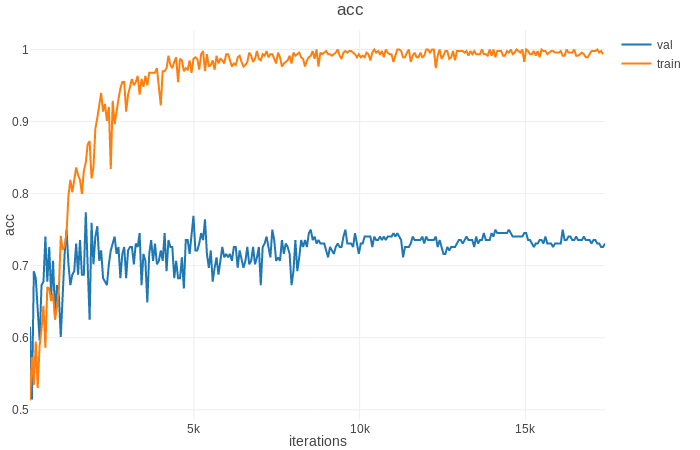 acc
val
train
1
0.9
0.8
0.7
0.6
0.5
acc
5k
10k
15k
iterations